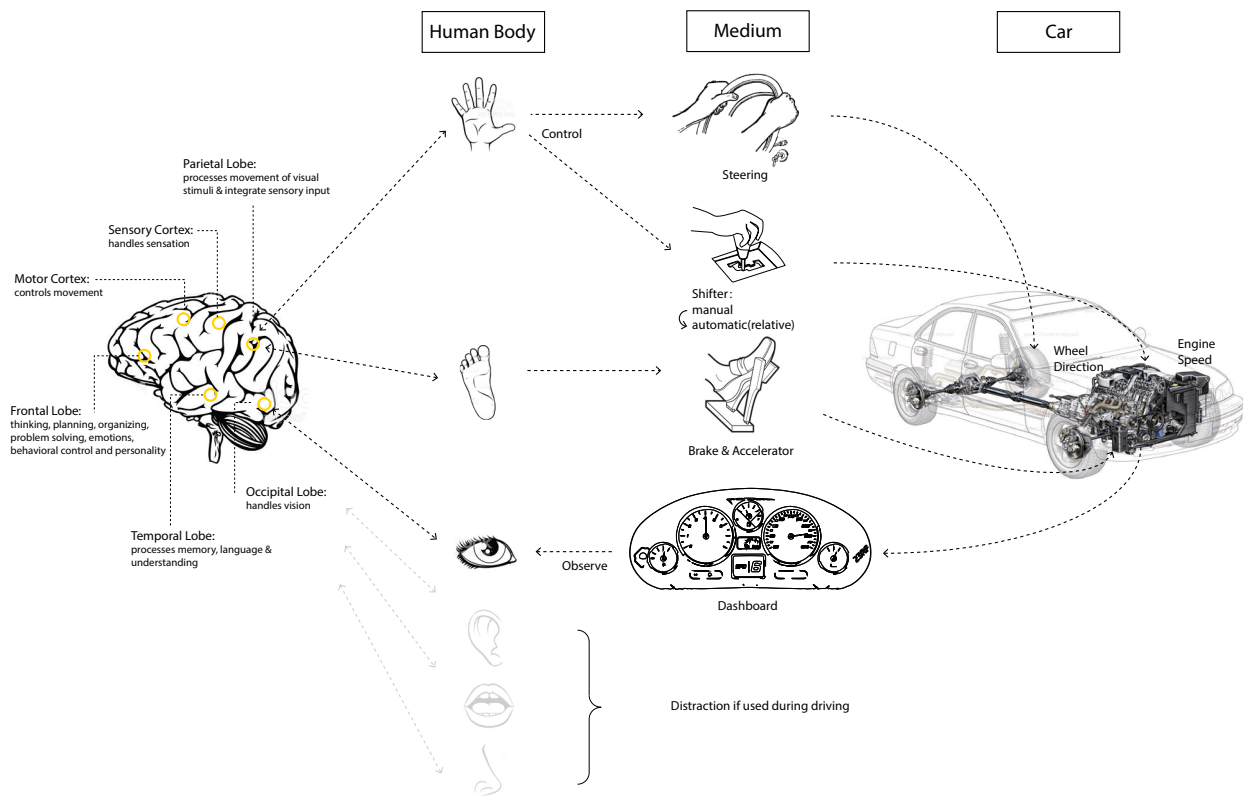 Human Body
Medium
Car
Control
Steering
Parietal Lobe:
processes movement of visual
stimuli & integrate sensory input
Sensory Cortex:
handles sensation
Motor Cortex:
controls movement
Shifter:
manual
automatic(relative)
Wheel
Direction
Engine
Speed
Frontal Lobe:
thinking, planning, organizing,
problem solving, emotions,
behavioral control and personality
Brake & Accelerator
Occipital Lobe:
handles vision
Temporal Lobe:
processes memory, language &
understanding
Observe
Dashboard
Distraction if used during driving